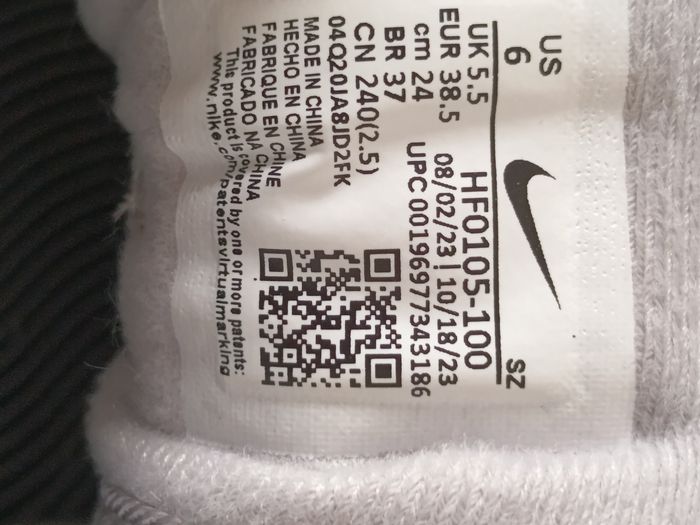 US
6
SZ
UK 5.5
EUR 38.5
cm 24
BR 37
CN 240(2.5)
HF0105-100
08/02/23 | 10/18/23
UPC 00196977343186
04Q20JA8JD2FK
MADE IN CHINA
HECHO EN CHINA
FABRIQUE EN CHINE
FABRICADO NA CHINA
This product is covered by one or more patents:
www.nike.com/patentsvirtualmarking